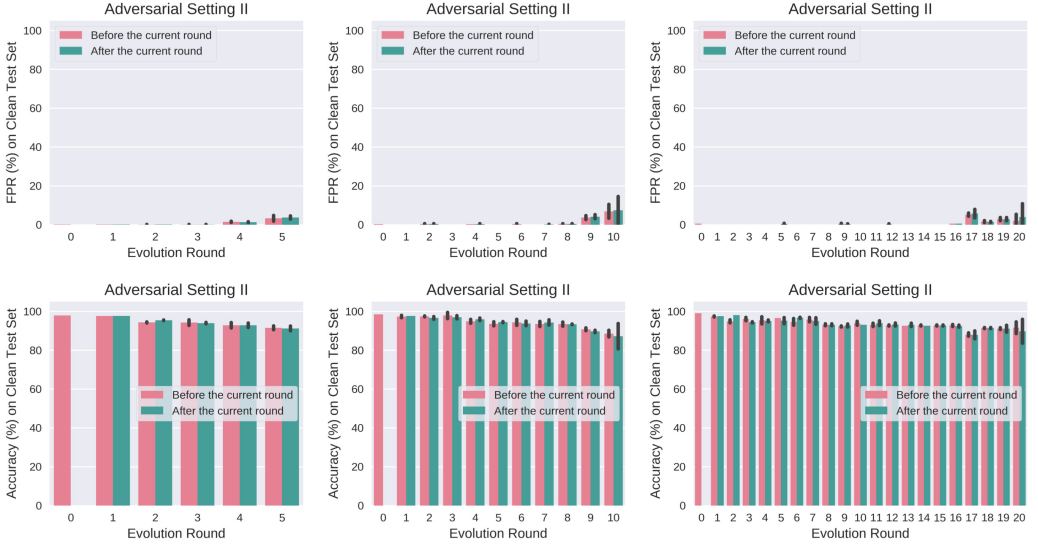 Adversarial Setting II
FPR (%) on Clean Test Set
100
80
60
40
20
0
Before the current round
After the current round
0 1 2 3 4 5
Evolution Round
Adversarial Setting II
FPR (%) on Clean Test Set
100
80
60
40
20
0
Before the current round
After the current round
0 1 2 3 4 5 6 7 8 9 10
Evolution Round
Adversarial Setting II
FPR (%) on Clean Test Set
100
80
60
40
20
0
Before the current round
After the current round
0 1 2 3 4 5 6 7 8 9 10 11 12 13 14 15 16 17 18 19 20
Evolution Round
Adversarial Setting II
Accuracy (%) on Clean Test Set
100
80
60
40
20
0
Before the current round
After the current round
0 1 2 3 4 5
Evolution Round
Adversarial Setting II
Accuracy (%) on Clean Test Set
100
80
60
40
20
0
Before the current round
After the current round
0 1 2 3 4 5 6 7 8 9 10
Evolution Round
Adversarial Setting II
Accuracy (%) on Clean Test Set
100
80
60
40
20
0
Before the current round
After the current round
0 1 2 3 4 5 6 7 8 9 10 11 12 13 14 15 16 17 18 19 20
Evolution Round